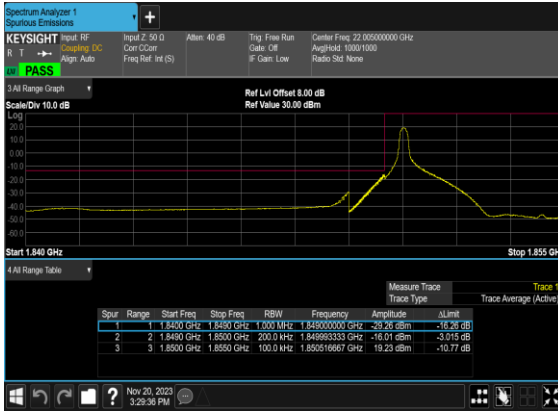 Spectrum Analyzer 1
Spurious Emissions
KEYSIGHT Input: RF Input Z: 50 Ω Atten: 40 dB Trig: Free Run Center Freq: 22.005000000 GHz
R T Coupling: DC Corr CCorr Gate: Off Avg|Hold: 1000/1000
Align: Auto Freq Ref: Int (S) IF Gain: Low Radio Std: None
PASS
3 All Range Graph
Ref Lvl Offset 8.00 dB
Scale/Div 10.0 dB Ref Value 30.00 dBm
Log
20.0
10.0
0.00
-10.0
-20.0
-30.0
-40.0
-50.0
-60.0
Start 1.840 GHz Stop 1.855 GH
4 All Range Table
Measure Trace Trace 1
Trace Type Trace Average (Active)
Spur Range Start Freq Stop Freq RBW Frequency Amplitude ΔLimit
1 1 1.8400 GHz 1.8490 GHz 1.000 MHz 1.849000000 GHz -29.26 dBm -16.26 dB
2 2 1.8490 GHz 1.8500 GHz 200.0 kHz 1.849993333 GHz -16.01 dBm -3.015 dB
3 3 1.8500 GHz 1.8550 GHz 100.0 kHz 1.850516667 GHz 19.23 dBm -10.77 dB
? Nov 20, 2023
3:29:36 PM